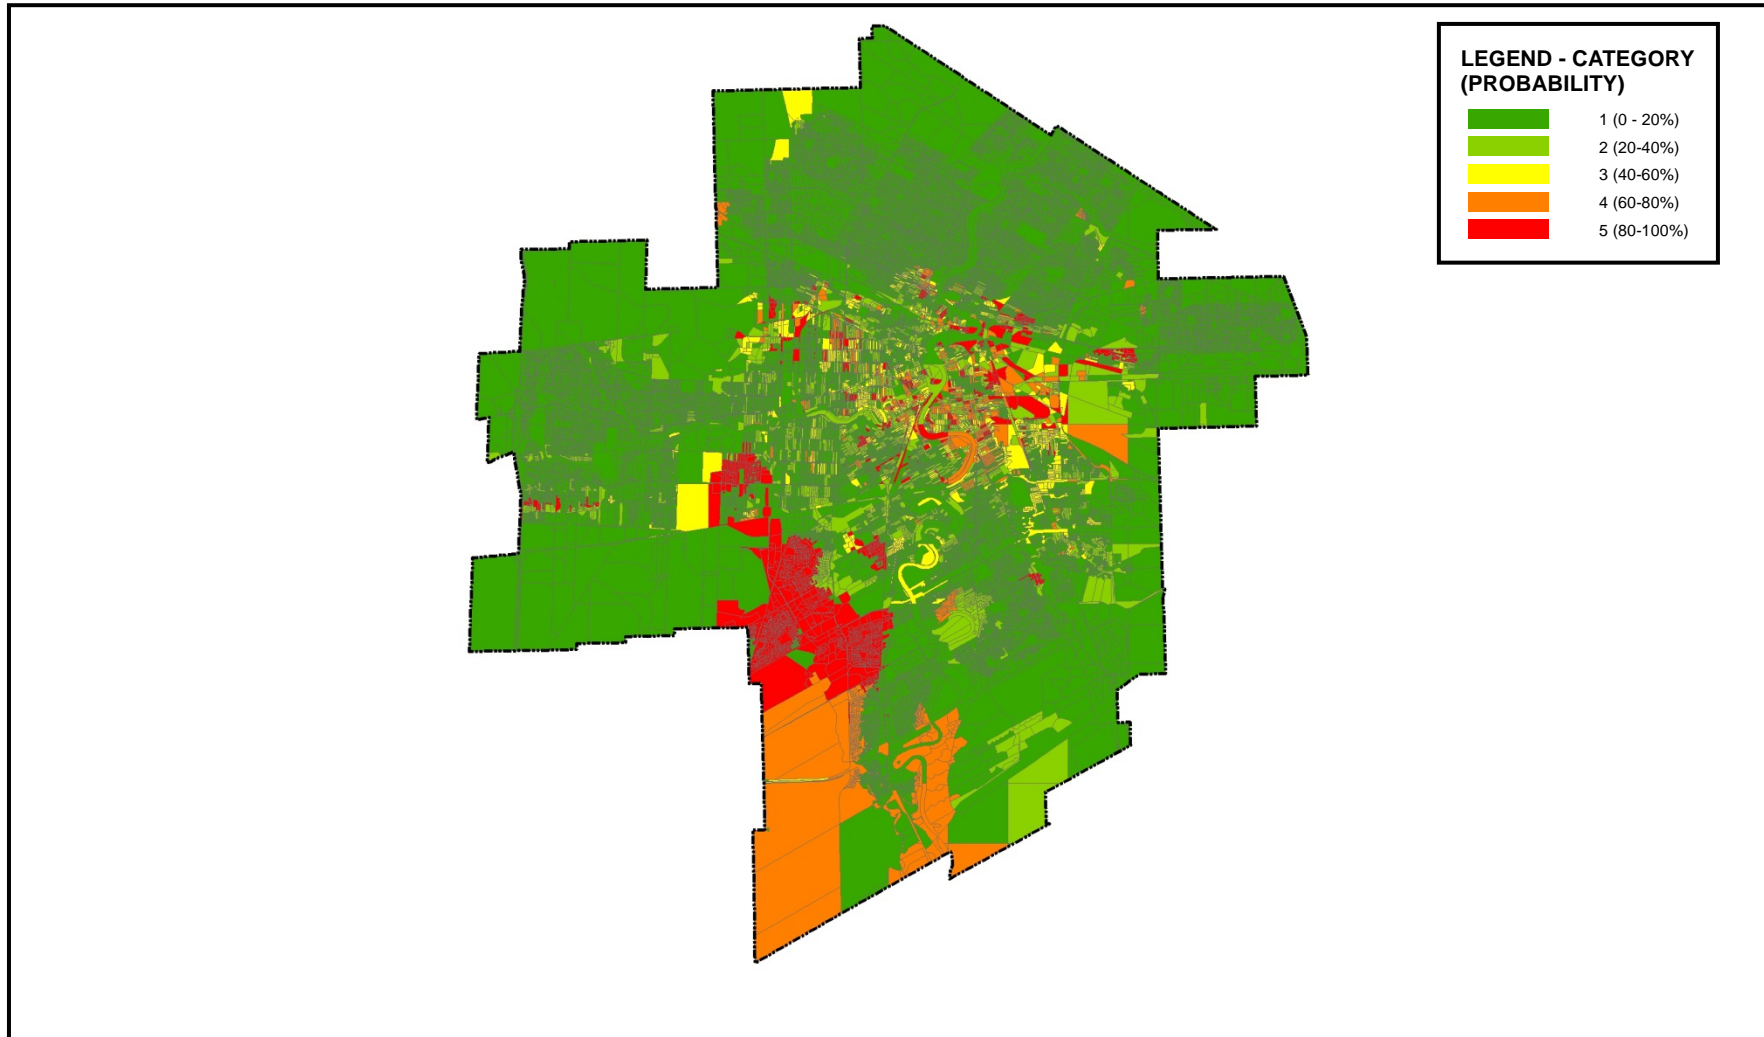 LEGEND - CATEGORY
(PROBABILITY)
1 (0 - 20%)
2 (20-40%)
3 (40-60%)
4 (60-80%)
5 (80-100%)